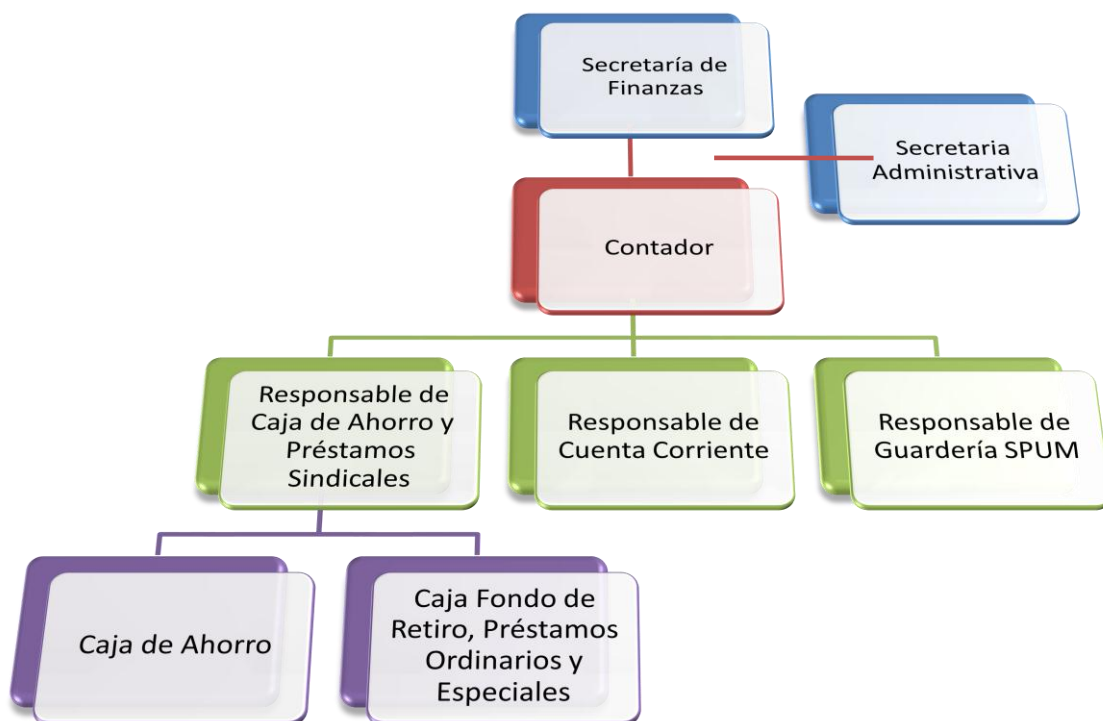 Secretaría de
Finanzas
Secretaria
Administrativa
Contador
Responsable de
Caja de Ahorro y
Préstamos
Sindicales
Responsable de
Cuenta Corriente
Responsable de
Guardería SPUM
Caja de Ahorro
Caja Fondo de
Retiro, Préstamos
Ordinarios y
Especiales